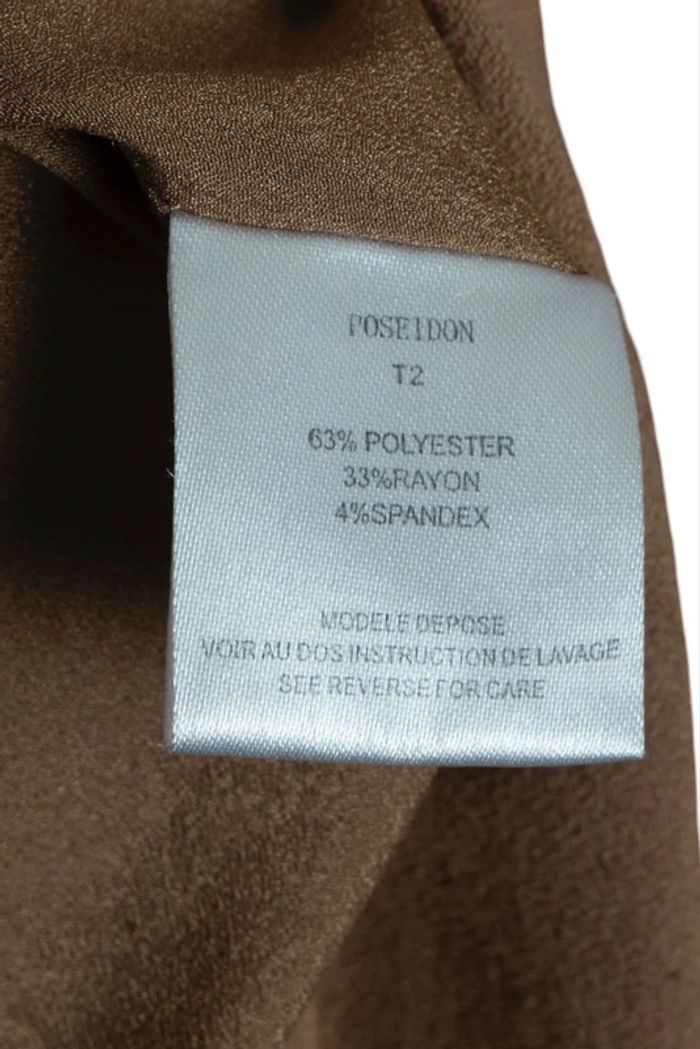 POSEIDON
T2
63% POLYESTER
33%RAYON
4%SPANDEX
MODELE DEPOSE
VOIR AU DOS INSTRUCTION DE LAVAGE
SEE REVERSE FOR CARE